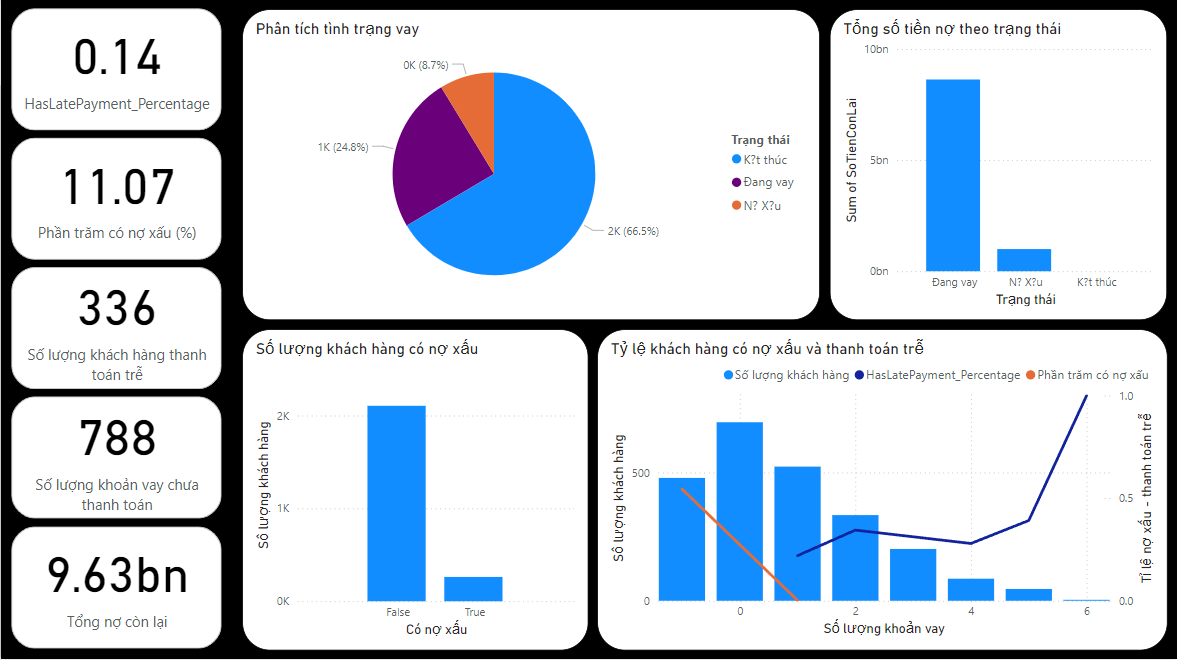 0.14
HasLatePayment_Percentage
11.07
Phần trăm có nợ xấu (%)
336
Số lượng khách hàng thanh
toán trễ
788
Số lượng khoản vay chưa
thanh toán
9.63bn
Tổng nợ còn lại
Phân tích tình trạng vay
0K (8.7%)
1K (24.8%)
2K (66.5%)
Trạng thái
K?t thúc
Đang vay
N? X?u
Tổng số tiền nợ theo trạng thái
Sum of SoTienConLai
10bn
5bn
0bn
Đang vay
N? X?u
K?t thúc
Trạng thái
Số lượng khách hàng có nợ xấu
Số lượng khách hàng
2K
1K
0K
False
True
Có nợ xấu
Tỷ lệ khách hàng có nợ xấu và thanh toán trễ
Số lượng khách hàng
HasLatePayment_Percentage
Phần trăm có nợ xấu
Số lượng khách hàng
500
0
1.0
0.5
0.0
Tỉ lệ nợ xấu - thanh toán trễ
0
2
4
6
Số lượng khoản vay